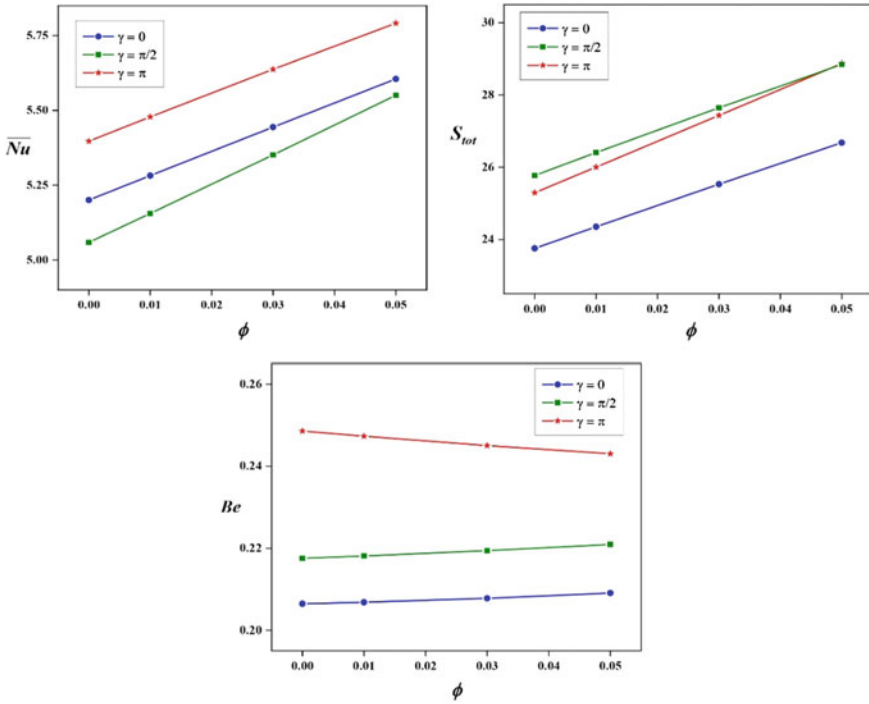 5.75
5.50
5.25
5.00
Nu
γ = 0
γ = π/2
γ = π
0.00 0.01 0.02 0.03 0.04 0.05
ϕ
30
28
26
24
S_tot
γ = 0
γ = π/2
γ = π
0.00 0.01 0.02 0.03 0.04 0.05
ϕ
0.26
0.24
0.22
0.20
Be
γ = 0
γ = π/2
γ = π
0.00 0.01 0.02 0.03 0.04 0.05
ϕ